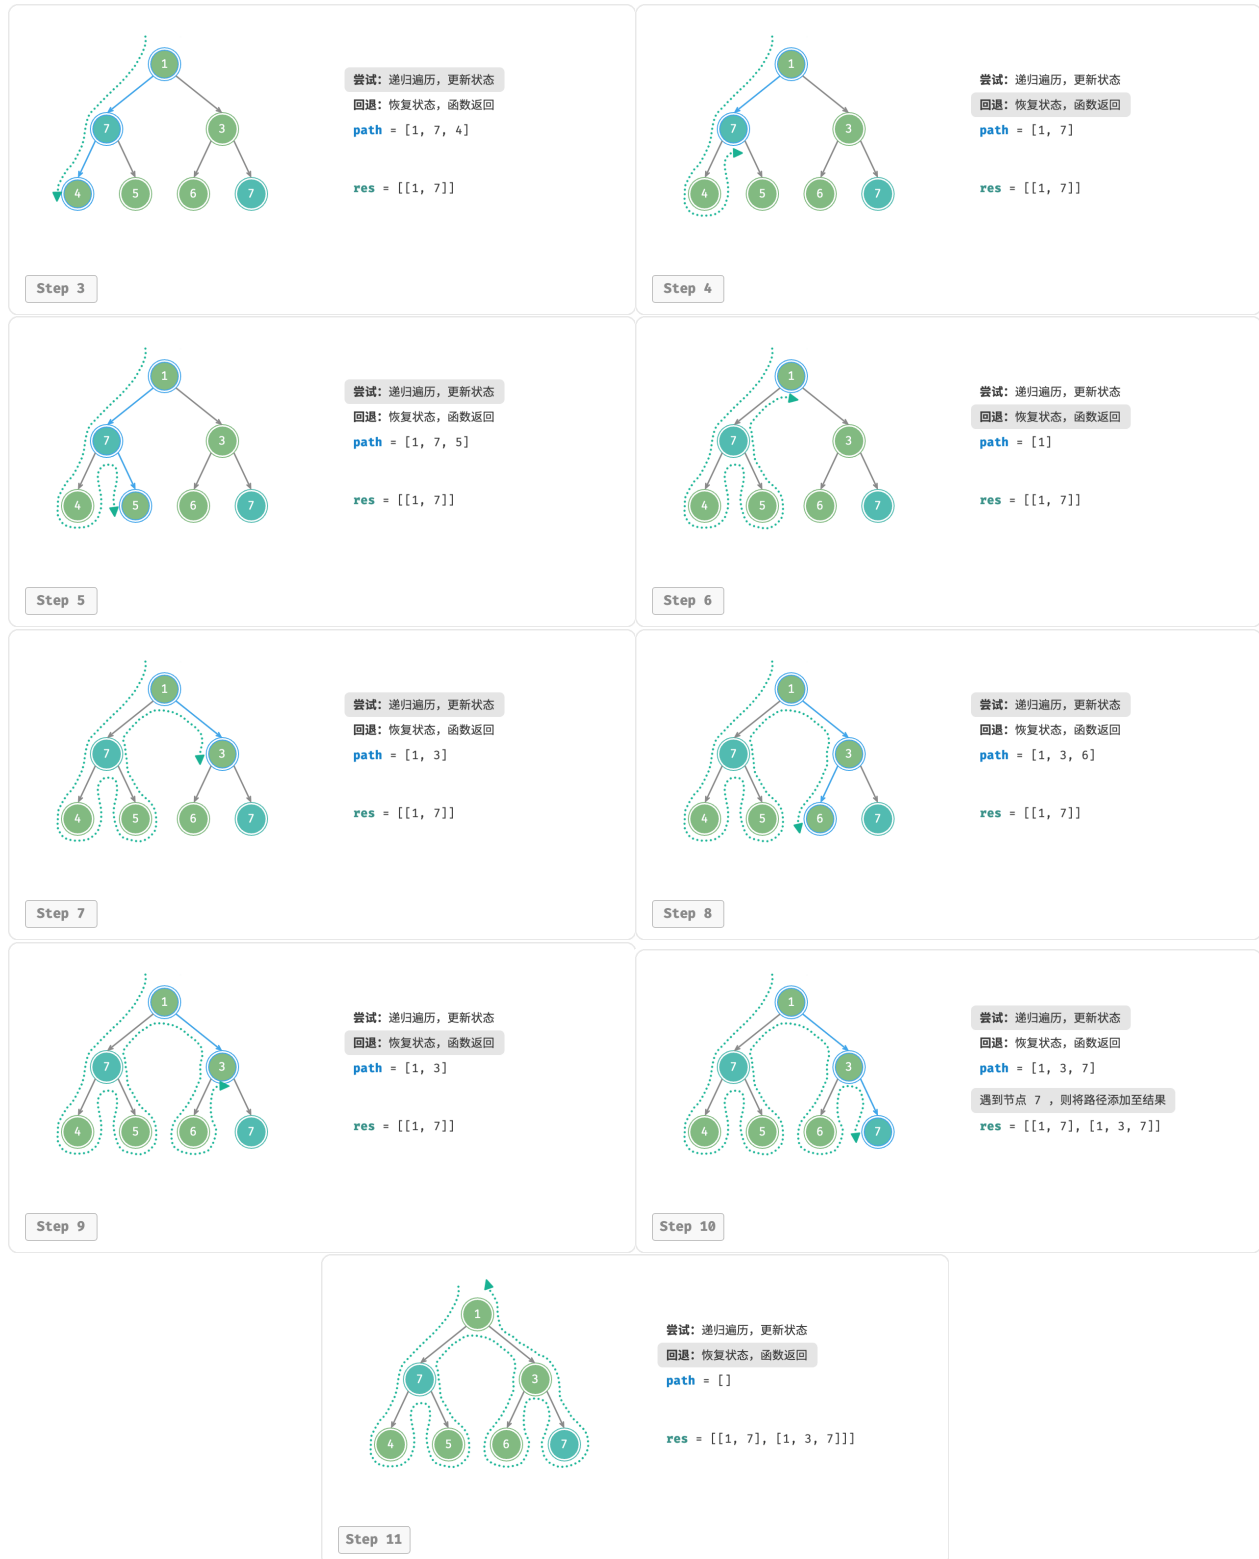 1
7
3
4
5
6
7
尝试：递归遍历，更新状态
回退：恢复状态，函数返回
path = [1, 7, 4]
res = [[1, 7]]
Step 3
1
7
3
4
5
6
7
尝试：递归遍历，更新状态
回退：恢复状态，函数返回
path = [1, 7]
res = [[1, 7]]
Step 4
1
7
3
4
5
6
7
尝试：递归遍历，更新状态
回退：恢复状态，函数返回
path = [1, 7, 5]
res = [[1, 7]]
Step 5
1
7
3
4
5
6
7
尝试：递归遍历，更新状态
回退：恢复状态，函数返回
path = [1]
res = [[1, 7]]
Step 6
1
7
3
4
5
6
7
尝试：递归遍历，更新状态
回退：恢复状态，函数返回
path = [1, 3]
res = [[1, 7]]
Step 7
1
7
3
4
5
6
7
尝试：递归遍历，更新状态
回退：恢复状态，函数返回
path = [1, 3, 6]
res = [[1, 7]]
Step 8
1
7
3
4
5
6
7
尝试：递归遍历，更新状态
回退：恢复状态，函数返回
path = [1, 3]
res = [[1, 7]]
Step 9
1
7
3
4
5
6
7
尝试：递归遍历，更新状态
回退：恢复状态，函数返回
path = [1, 3, 7]
遇到节点 7 ，则将路径添加至结果
res = [[1, 7], [1, 3, 7]]
Step 10
1
7
3
4
5
6
7
尝试：递归遍历，更新状态
回退：恢复状态，函数返回
path = []
res = [[1, 7], [1, 3, 7]]]
Step 11